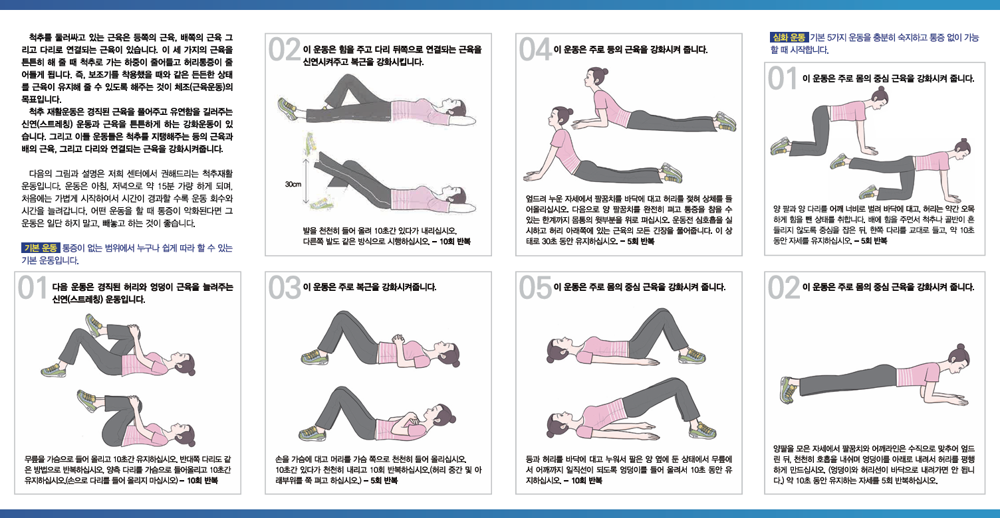 척추를 둘러싸고 있는 근육은 등쪽의 근육, 배쪽의 근육 그
리고 다리로 연결되는 근육이 있습니다. 이 세 가지의 근육을
튼튼히 해 줄 때 척추로 가는 하중이 줄어들고 허리통증이 줄
어들게 됩니다. 즉, 보조기를 착용했을 때와 같은 든든한 상태
를 근육이 유지해 줄 수 있도록 해주는 것이 체조(근육운동)의
목표입니다.
척추 재활운동은 경직된 근육을 풀어주고 유연함을 길러주는
신연(스트레칭) 운동과 근육을 튼튼하게 하는 강화운동이 있
습니다. 그리고 이들 운동들은 척추를 지탱해주는 등의 근육과
배의 근육, 그리고 다리와 연결되는 근육을 강화시켜줍니다.
다음의 그림과 설명은 저희 센터에서 권해드리는 척추재활
운동입니다. 운동은 아침, 저녁으로 약 15분 가량 하게 되며,
처음에는 가볍게 시작하여서 시간이 경과할 수록 운동 회수와
시간을 늘려갑니다. 어떤 운동을 할 때 통증이 악화된다면 그
운동은 일단 하지 말고, 빼놓고 하는 것이 좋습니다.
기본 운동 통증이 없는 범위에서 누구나 쉽게 따라 할 수 있는
기본 운동입니다.
01 다음 운동은 경직된 허리와 엉덩이 근육을 늘려주는
신연(스트레칭) 운동입니다.
무릎을 가슴으로 들어 올리고 10초간 유지하십시오. 반대쪽 다리도 같
은 방법으로 반복하십시오. 양측 다리를 가슴으로 들어올리고 10초간
유지하십시오.(손으로 다리를 들어 올리지 마십시오) – 10회 반복
02 이 운동은 힘을 주고 다리 뒤쪽으로 연결되는 근육을
신연시켜주고 복근을 강화시킵니다.
30cm
발을 천천히 들어 올려 10초간 있다가 내리십시오.
다른쪽 발도 같은 방식으로 시행하십시오. – 10회 반복
03 이 운동은 주로 복근을 강화시켜줍니다.
손을 가슴에 대고 머리를 가슴 쪽으로 천천히 들어 올리십시오.
10초간 있다가 천천히 내리고 10회 반복하십시오.(허리 중간 및 아
래부위를 쭉 펴고 하십시오.) – 5회 반복
04 이 운동은 주로 등의 근육을 강화시켜 줍니다.
엎드려 누운 자세에서 팔꿈치를 바닥에 대고 허리를 젖혀 상체를 들
어올리십시오. 다음으로 양 팔꿈치를 완전히 펴고 통증을 참을 수
있는 한계까지 몸통의 윗부분을 위로 펴십시오. 운동전 심호흡을 실
시하고 허리 아래쪽에 있는 근육의 모든 긴장을 풀어줍니다. 이 상
태로 30초 동안 유지하십시오. – 5회 반복
05 이 운동은 주로 몸의 중심 근육을 강화시켜 줍니다.
등과 허리를 바닥에 대고 누워서 팔은 양 옆에 둔 상태에서 무릎에
서 어깨까지 일직선이 되도록 엉덩이를 들어 올려서 10초 동안 유
지하십시오. – 10회 반복
심화 운동 기본 5가지 운동을 충분히 숙지하고 통증 없이 가능
할 때 시작합니다.
01 이 운동은 주로 몸의 중심 근육을 강화시켜 줍니다.
양 팔과 양 다리를 어깨 너비로 벌려 바닥에 대고, 허리는 약간 오목
하게 힘을 뺀 상태를 취합니다. 배에 힘을 주면서 척추나 골반이 흔
들리지 않도록 중심을 잡은 뒤, 한쪽 다리를 교대로 들고, 약 10초
동안 자세를 유지하십시오. – 5회 반복
02 이 운동은 주로 몸의 중심 근육을 강화시켜 줍니다.
양팔을 모은 자세에서 팔꿈치와 어깨라인은 수직으로 맞추어 엎드
린 뒤, 천천히 호흡을 내쉬며 엉덩이를 아래로 내려서 허리를 평행
하게 만드십시오. (엉덩이와 허리선이 바닥으로 내려가면 안 됩니
다.) 약 10초 동안 유지하는 자세를 5회 반복하십시오.